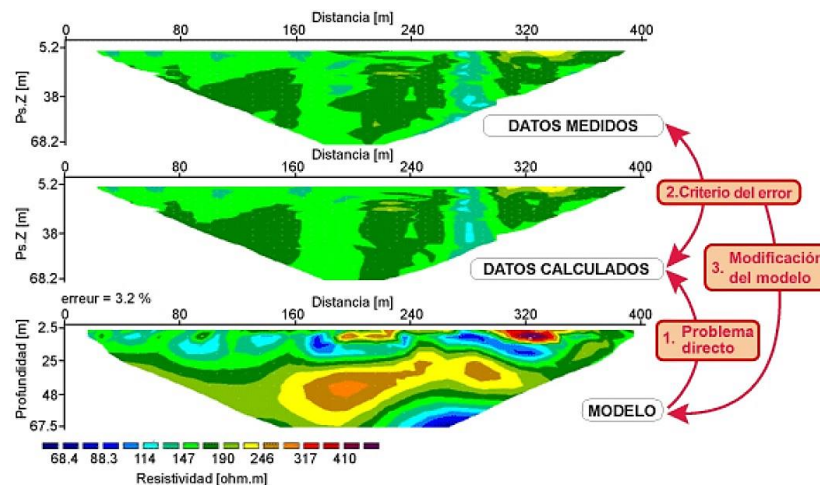 Distancia [m]
0 80 160 240 320 400
5.2
38
68.2
Ps.Z [m]
DATOS MEDIDOS
Distancia [m]
0 80 160 240 320 400
5.2
38
68.2
Ps.Z [m]
DATOS CALCULADOS
erreur = 3.2 %
Distancia [m]
0 80 160 240 320 400
2.5
25
48
67.5
Profundidad [m]
MODELO
68.4 88.3 114 147 190 246 317 410
Resistividad [ohm.m]
2.Criterio del error
3. Modificación
del modelo
1. Problema
directo